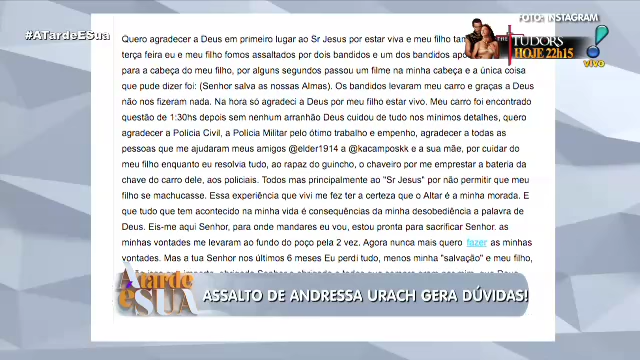 FOTO: INSTAGRAM
#ATardeÉSua
THE
TUDORS
HOJE 22h15
vivo
Quero agradecer a Deus em primeiro lugar ao Sr Jesus por estar viva e meu filho
terça feira eu e meu filho fomos assaltados por dois bandidos e um dos bandidos
para a cabeça do meu filho, por alguns segundos passou um filme na minha cabeça e a única coisa
que pude dizer foi: (Senhor salva as nossas Almas). Os bandidos levaram meu carro e graças a Deus
não nos fizeram nada. Na hora só agradeci a Deus por meu filho estar vivo. Meu carro foi encontrado
questão de 1:30hs depois sem nenhum arranhão Deus cuidou de tudo nos mínimos detalhes, quero
agradecer a Policia Civil, a Policia Militar pelo ótimo trabalho e empenho, agradecer a todas as
pessoas que me ajudaram meus amigos @elder1914 a @kacamposkk e a sua mãe, por cuidar do
meu filho enquanto eu resolvia tudo, ao rapaz do guincho, o chaveiro por me emprestar a bateria da
chave do carro dele, aos policiais. Todos mas principalmente ao "Sr Jesus" por não permitir que meu
filho se machucasse. Essa experiência que vivi me fez ter a certeza que o Altar é a minha morada. E
que tudo que tem acontecido na minha vida é consequências da minha desobediência a palavra de
Deus. Eis-me aqui Senhor, para onde mandares eu vou, estou pronta para sacrificar Senhor. as
minhas vontades me levaram ao fundo do poço pela 2 vez. Agora nunca mais quero fazer as minhas
vontades. Mas a tua Senhor nos últimos 6 meses Eu perdi tudo, menos minha "salvação" e meu filho,
A tarde
é SUA
ASSALTO DE ANDRESSA URACH GERA DÚVIDAS!